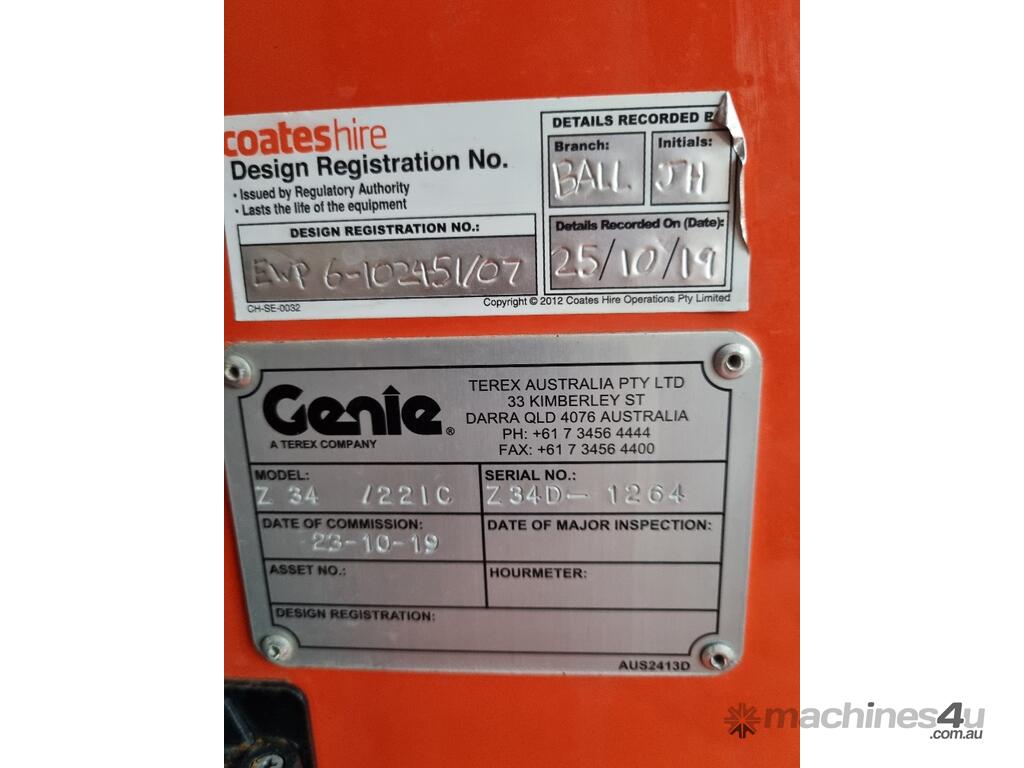 coateshire
Design Registration No.
• Issued by Regulatory Authority
• Lasts the life of the equipment
DESIGN REGISTRATION NO.:
EWP 6-102451/07
CH-SE-0032
DETAILS RECORDED
Branch:
BALL
Initials:
JH
Details Recorded On (Date):
25/10/19
Copyright © 2012 Coates Hire Operations Pty Limited
Genie®
A TEREX COMPANY
TEREX AUSTRALIA PTY LTD
33 KIMBERLEY ST
DARRA QLD 4076 AUSTRALIA
PH: +61 7 3456 4444
FAX: +61 7 3456 4400
MODEL:
Z 34 /22IC
SERIAL NO.:
Z34D- 1264
DATE OF COMMISSION:
23-10-19
DATE OF MAJOR INSPECTION:
ASSET NO.:
HOURMETER:
DESIGN REGISTRATION:
AUS2413D
machines4u
.com.au